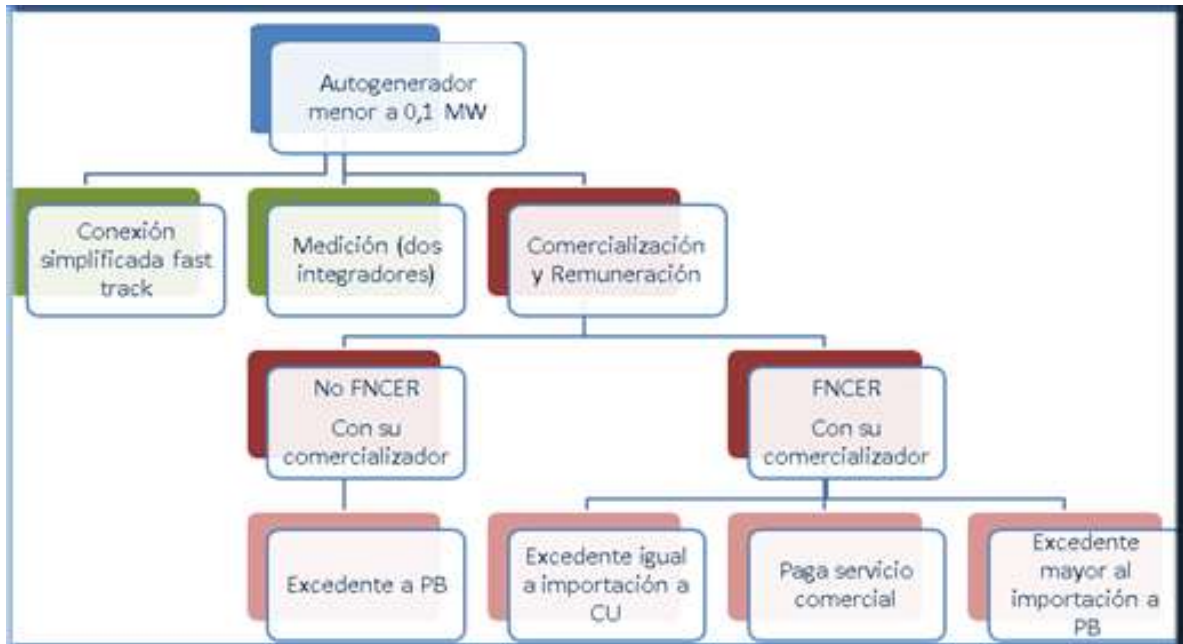 Autogenerador
menor a 0,1 MW
Conexión
simplificada fast
track
Medición (dos
integradores)
Comercialización
y Remuneración
No FNCER
Con su
comercializador
FNCER
Con su
comercializador
Excedente a PB
Excedente igual
a importación a
CU
Paga servicio
comercial
Excedente
mayor al
importación a
PB